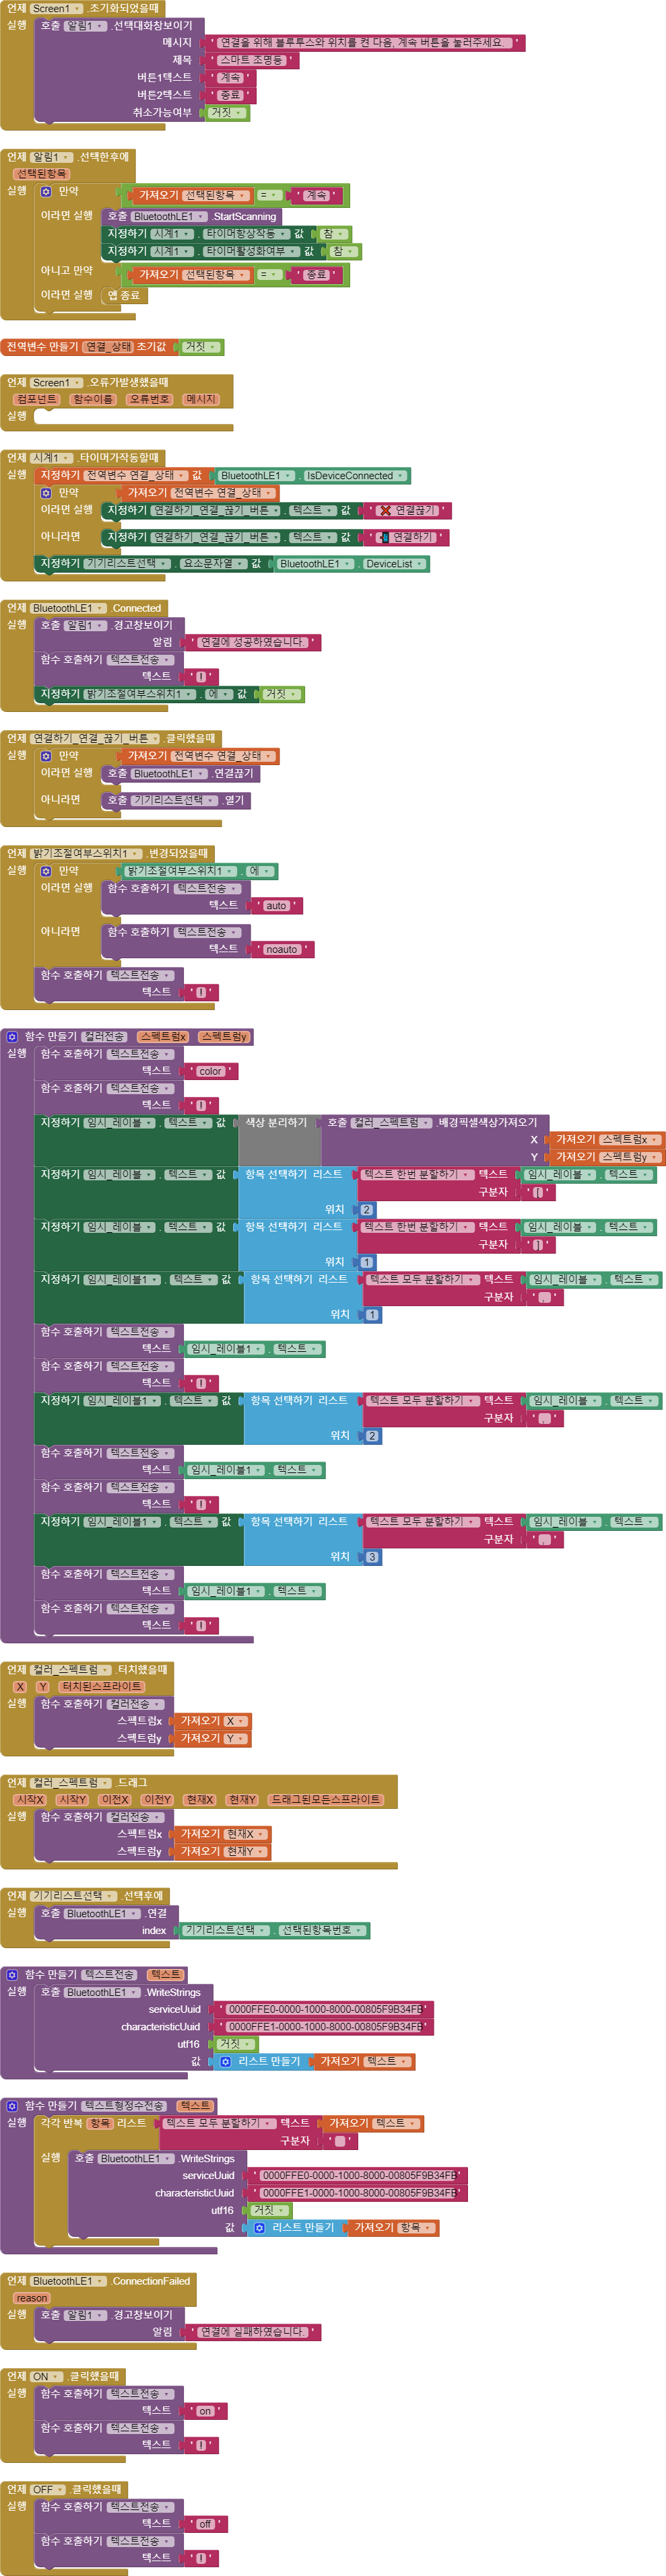 언제 Screen1 .초기화되었을때
실행 호출 알림1 .선택대화창보이기
메시지 " 연결을 위해 블루투스와 위치를 켠 다음, 계속 버튼을 눌러주세요. "
제목 " 스마트 조명등 "
버튼1텍스트 " 계속 "
버튼2텍스트 " 종료 "
취소가능여부 거짓
언제 알림1 .선택한후에
선택된항목
실행 만약 가져오기 선택된항목 = " 계속 "
이라면 실행 호출 BluetoothLE1 .StartScanning
지정하기 시계1 . 타이머항상작동 값 참
지정하기 시계1 . 타이머활성화여부 값 참
아니고 만약 가져오기 선택된항목 = " 종료 "
이라면 실행 앱 종료
전역변수 만들기 연결_상태 초기값 거짓
언제 Screen1 .오류가발생했을때
컴포넌트 함수이름 오류번호 메시지
실행
언제 시계1 .타이머가작동할때
실행 지정하기 전역변수 연결_상태 값 BluetoothLE1 . IsDeviceConnected
만약 가져오기 전역변수 연결_상태
이라면 실행 지정하기 연결하기_연결_끊기_버튼 . 텍스트 값 " ❌ 연결끊기 "
아니라면 지정하기 연결하기_연결_끊기_버튼 . 텍스트 값 " 📲 연결하기 "
지정하기 기기리스트선택 . 요소문자열 값 BluetoothLE1 . DeviceList
언제 BluetoothLE1 .Connected
실행 호출 알림1 .경고창보이기
알림 " 연결에 성공하였습니다. "
함수 호출하기 텍스트전송
텍스트 " ! "
지정하기 밝기조절여부스위치1 . 에 값 거짓
언제 연결하기_연결_끊기_버튼 .클릭했을때
실행 만약 가져오기 전역변수 연결_상태
이라면 실행 호출 BluetoothLE1 .연결끊기
아니라면 호출 기기리스트선택 .열기
언제 밝기조절여부스위치1 .변경되었을때
실행 만약 밝기조절여부스위치1 . 에
이라면 실행 함수 호출하기 텍스트전송
텍스트 " auto "
아니라면 함수 호출하기 텍스트전송
텍스트 " noauto "
함수 호출하기 텍스트전송
텍스트 " ! "
함수 만들기 컬러전송 스펙트럼x 스펙트럼y
실행 함수 호출하기 텍스트전송
텍스트 " color "
함수 호출하기 텍스트전송
텍스트 " ! "
지정하기 임시_레이블 . 텍스트 값 색상 분리하기 호출 컬러_스펙트럼 .배경픽셀색상가져오기
X 가져오기 스펙트럼x
Y 가져오기 스펙트럼y
지정하기 임시_레이블 . 텍스트 값 항목 선택하기 리스트 텍스트 한번 분할하기 텍스트 임시_레이블 . 텍스트
구분자 " [ "
위치 2
지정하기 임시_레이블 . 텍스트 값 항목 선택하기 리스트 텍스트 한번 분할하기 텍스트 임시_레이블 . 텍스트
구분자 " ] "
위치 1
지정하기 임시_레이블1 . 텍스트 값 항목 선택하기 리스트 텍스트 모두 분할하기 텍스트 임시_레이블 . 텍스트
구분자 " , "
위치 1
함수 호출하기 텍스트전송
텍스트 임시_레이블1 . 텍스트
함수 호출하기 텍스트전송
텍스트 " ! "
지정하기 임시_레이블1 . 텍스트 값 항목 선택하기 리스트 텍스트 모두 분할하기 텍스트 임시_레이블 . 텍스트
구분자 " , "
위치 2
함수 호출하기 텍스트전송
텍스트 임시_레이블1 . 텍스트
함수 호출하기 텍스트전송
텍스트 " ! "
지정하기 임시_레이블1 . 텍스트 값 항목 선택하기 리스트 텍스트 모두 분할하기 텍스트 임시_레이블 . 텍스트
구분자 " , "
위치 3
함수 호출하기 텍스트전송
텍스트 임시_레이블1 . 텍스트
함수 호출하기 텍스트전송
텍스트 " ! "
언제 컬러_스펙트럼 .터치했을때
X Y 터치된스프라이트
실행 함수 호출하기 컬러전송
스펙트럼x 가져오기 X
스펙트럼y 가져오기 Y
언제 컬러_스펙트럼 .드래그
시작X 시작Y 이전X 이전Y 현재X 현재Y 드래그된모든스프라이트
실행 함수 호출하기 컬러전송
스펙트럼x 가져오기 현재X
스펙트럼y 가져오기 현재Y
언제 기기리스트선택 .선택후에
실행 호출 BluetoothLE1 .연결
index 기기리스트선택 . 선택된항목번호
함수 만들기 텍스트전송 텍스트
실행 호출 BluetoothLE1 .WriteStrings
serviceUuid " 0000FFE0-0000-1000-8000-00805F9B34FB "
characteristicUuid " 0000FFE1-0000-1000-8000-00805F9B34FB "
utf16 거짓
값 리스트 만들기 가져오기 텍스트
함수 만들기 텍스트형정수전송 텍스트
실행 각각 반복 항목 리스트 텍스트 모두 분할하기 텍스트 가져오기 텍스트
구분자 " "
실행 호출 BluetoothLE1 .WriteStrings
serviceUuid " 0000FFE0-0000-1000-8000-00805F9B34FB "
characteristicUuid " 0000FFE1-0000-1000-8000-00805F9B34FB "
utf16 거짓
값 리스트 만들기 가져오기 항목
언제 BluetoothLE1 .ConnectionFailed
reason
실행 호출 알림1 .경고창보이기
알림 " 연결에 실패하였습니다. "
언제 ON .클릭했을때
실행 함수 호출하기 텍스트전송
텍스트 " on "
함수 호출하기 텍스트전송
텍스트 " ! "
언제 OFF .클릭했을때
실행 함수 호출하기 텍스트전송
텍스트 " off "
함수 호출하기 텍스트전송
텍스트 " ! "